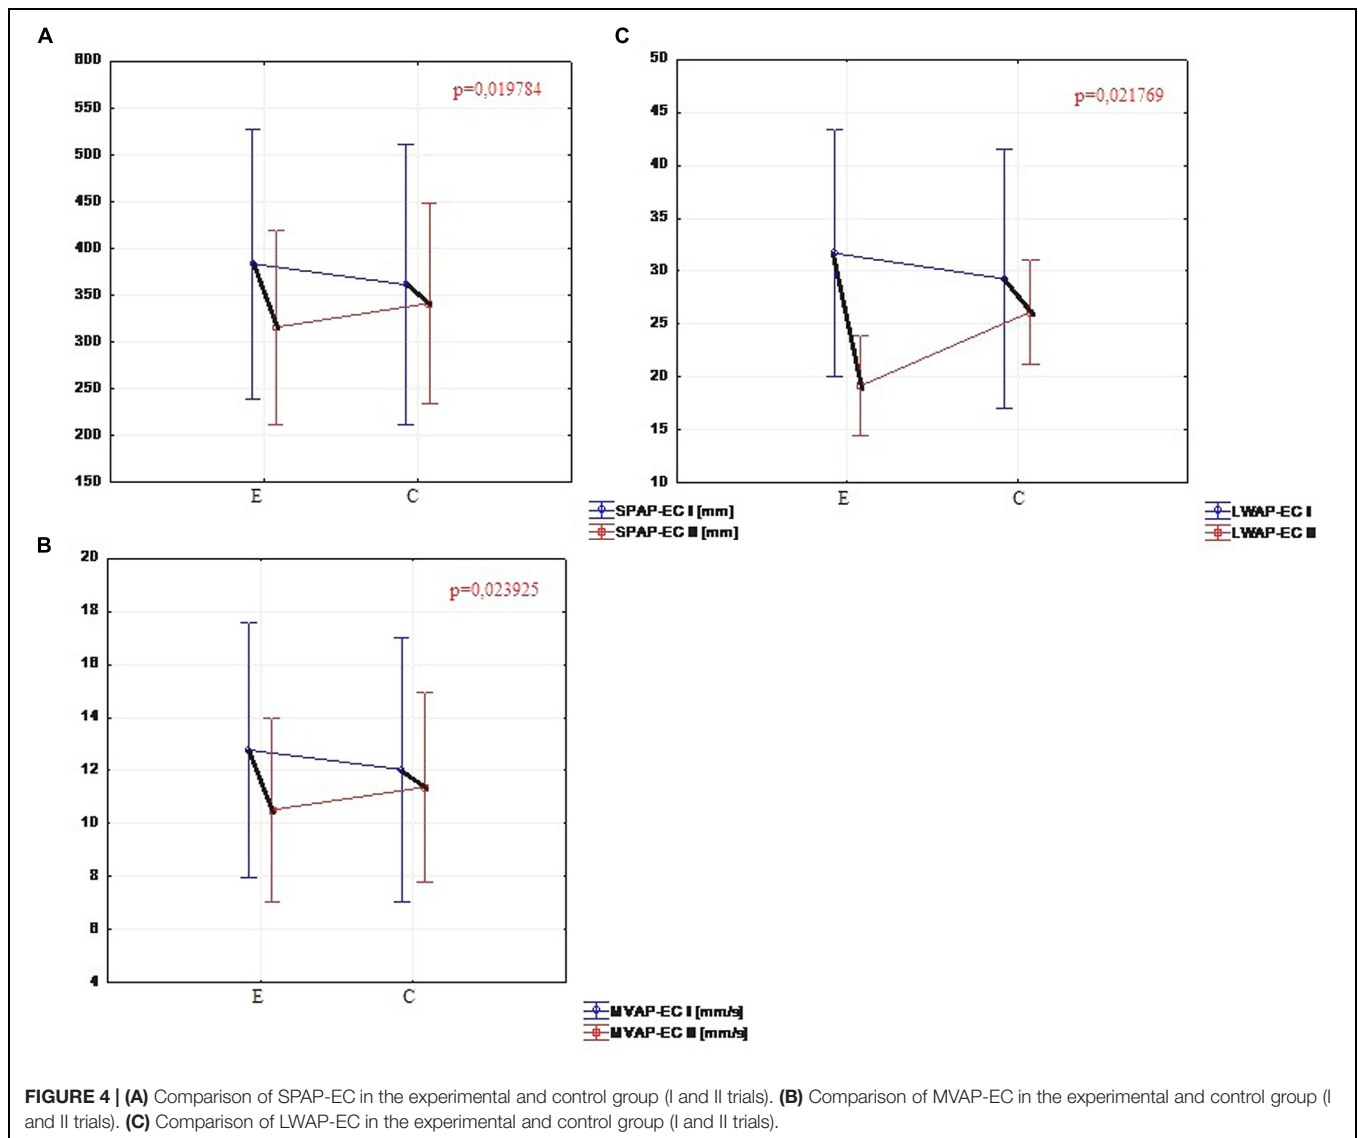 A
600
550
500
450
400
350
300
250
200
150
p=0,019784
E C
SPAP-EC I [mm]
SPAP-EC II [mm]
C
50
45
40
35
30
25
20
15
10
p=0,021769
E C
LWAP-EC I
LWAP-EC II
B
20
18
16
14
12
10
8
6
4
p=0,023925
E C
MVAP-EC I [mm/s]
MVAP-EC II [mm/s]
FIGURE 4 | (A) Comparison of SPAP-EC in the experimental and control group (I and II trials). (B) Comparison of MVAP-EC in the experimental and control group (I
and II trials). (C) Comparison of LWAP-EC in the experimental and control group (I and II trials).